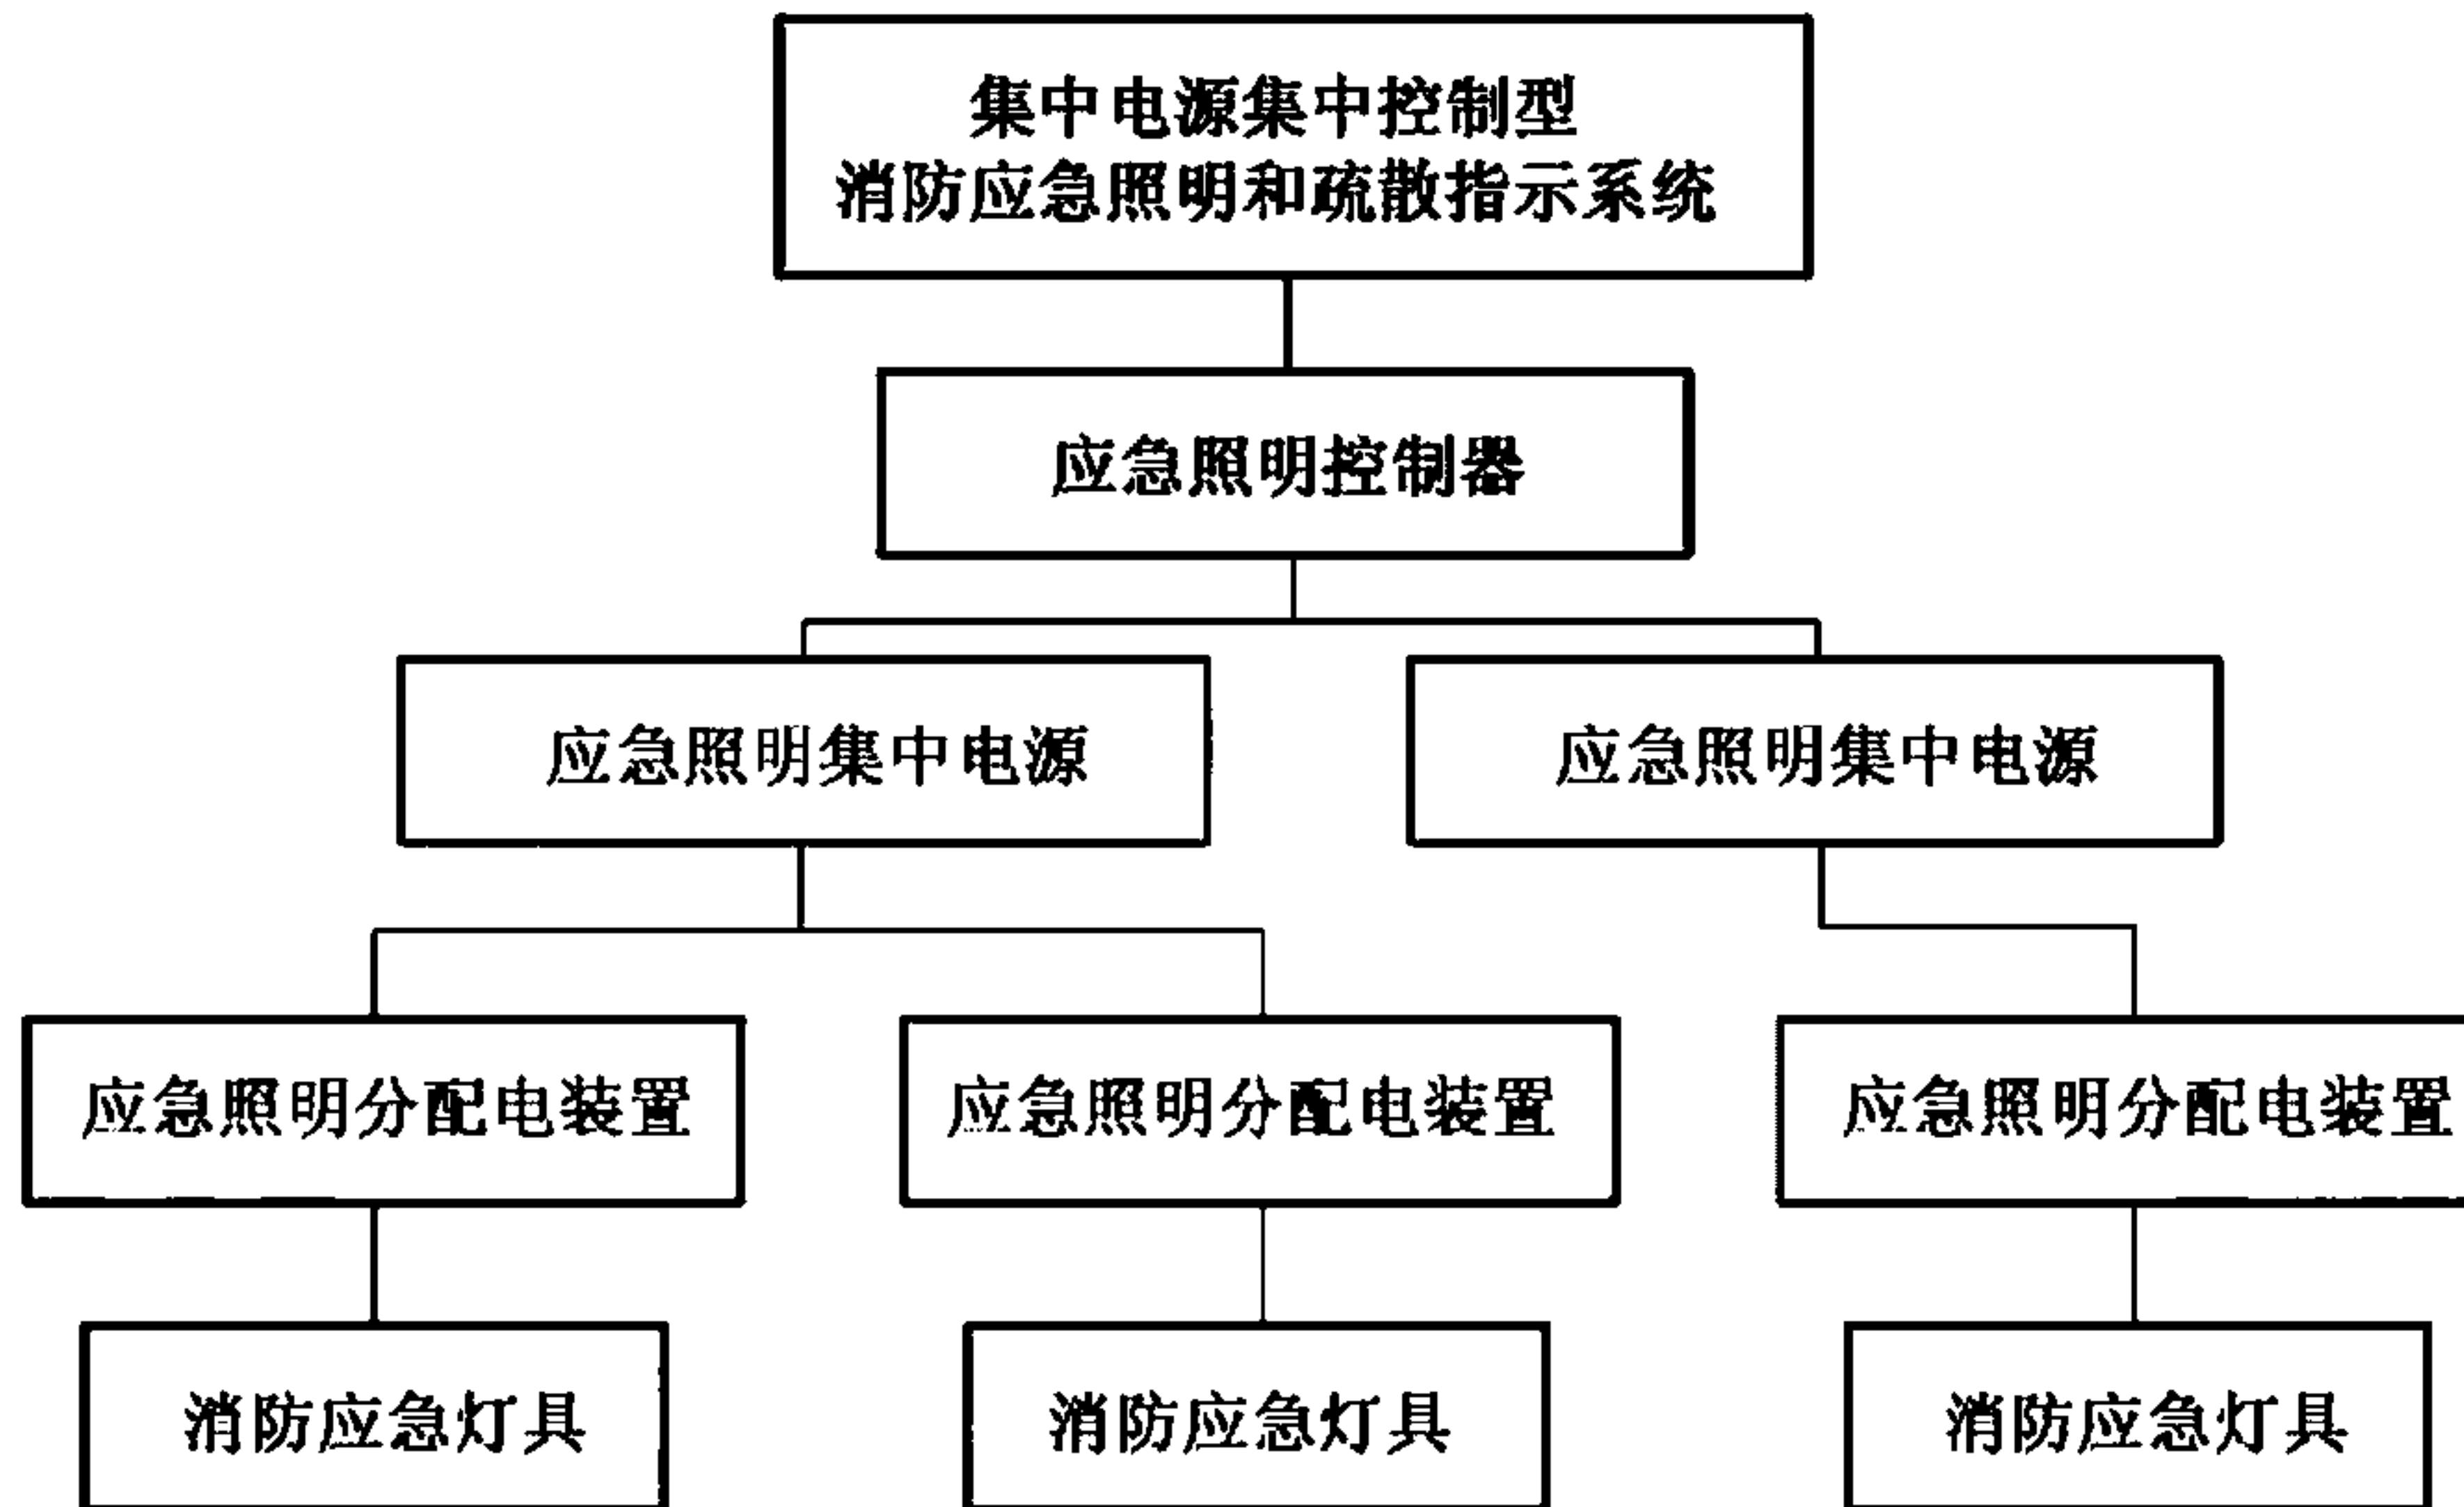 集中电源集中控制型
消防应急照明和疏散指示系统
应急照明控制器
应急照明集中电源
应急照明集中电源
应急照明分配电装置
应急照明分配电装置
应急照明分配电装置
消防应急灯具
消防应急灯具
消防应急灯具